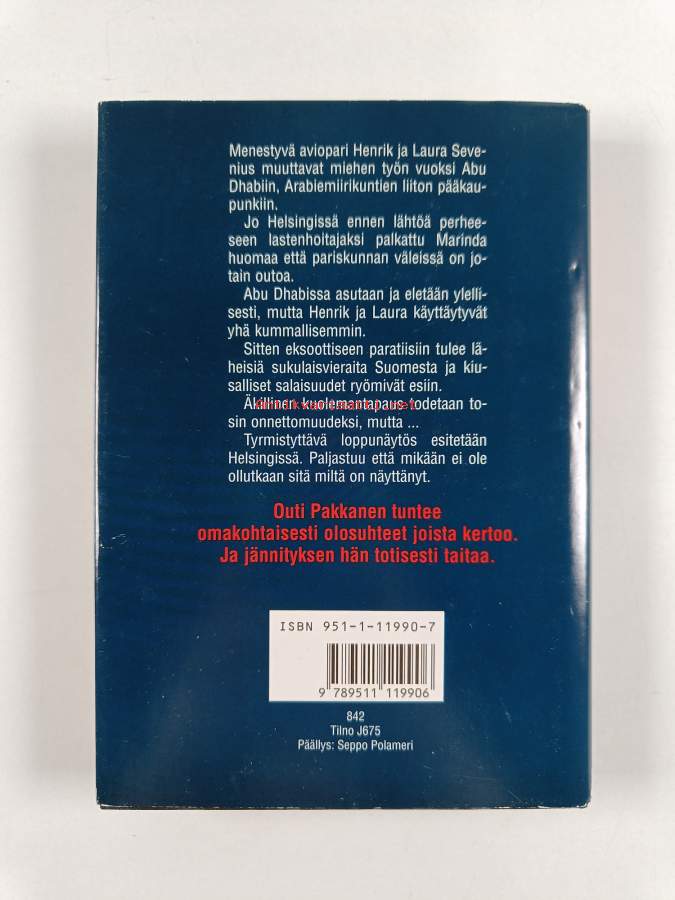 Menestyvä aviopari Henrik ja Laura Seve-
nius muuttavat miehen työn vuoksi Abu
Dhabiin, Arabiemiirikuntien liiton pääkau-
punkiin.
Jo Helsingissä ennen lähtöä perhee-
seen lastenhoitajaksi palkattu Marinda
huomaa että pariskunnan väleissä on jo-
tain outoa.
Abu Dhabissa asutaan ja eletään ylelli-
sesti, mutta Henrik ja Laura käyttäytyvät
yhä kummallisemmin.
Sitten eksoottiseen paratiisiin tulee lä-
heisiä sukulaisvieraita Suomesta ja kiu-
salliset salaisuudet ryömivät esiin.
Äkillinen kuolemantapaus todetaan to-
sin onnettomuudeksi, mutta ...
Tyrmistyttävä loppunäytös esitetään
Helsingissä. Paljastuu että mikään ei ole
ollutkaan sitä miltä on näyttänyt.
Outi Pakkanen tuntee
omakohtaisesti olosuhteet joista kertoo.
Ja jännityksen hän totisesti taitaa.
ISBN 951-1-11990-7
9 789511 119906
842
Tilno J675
Päällys: Seppo Polameri